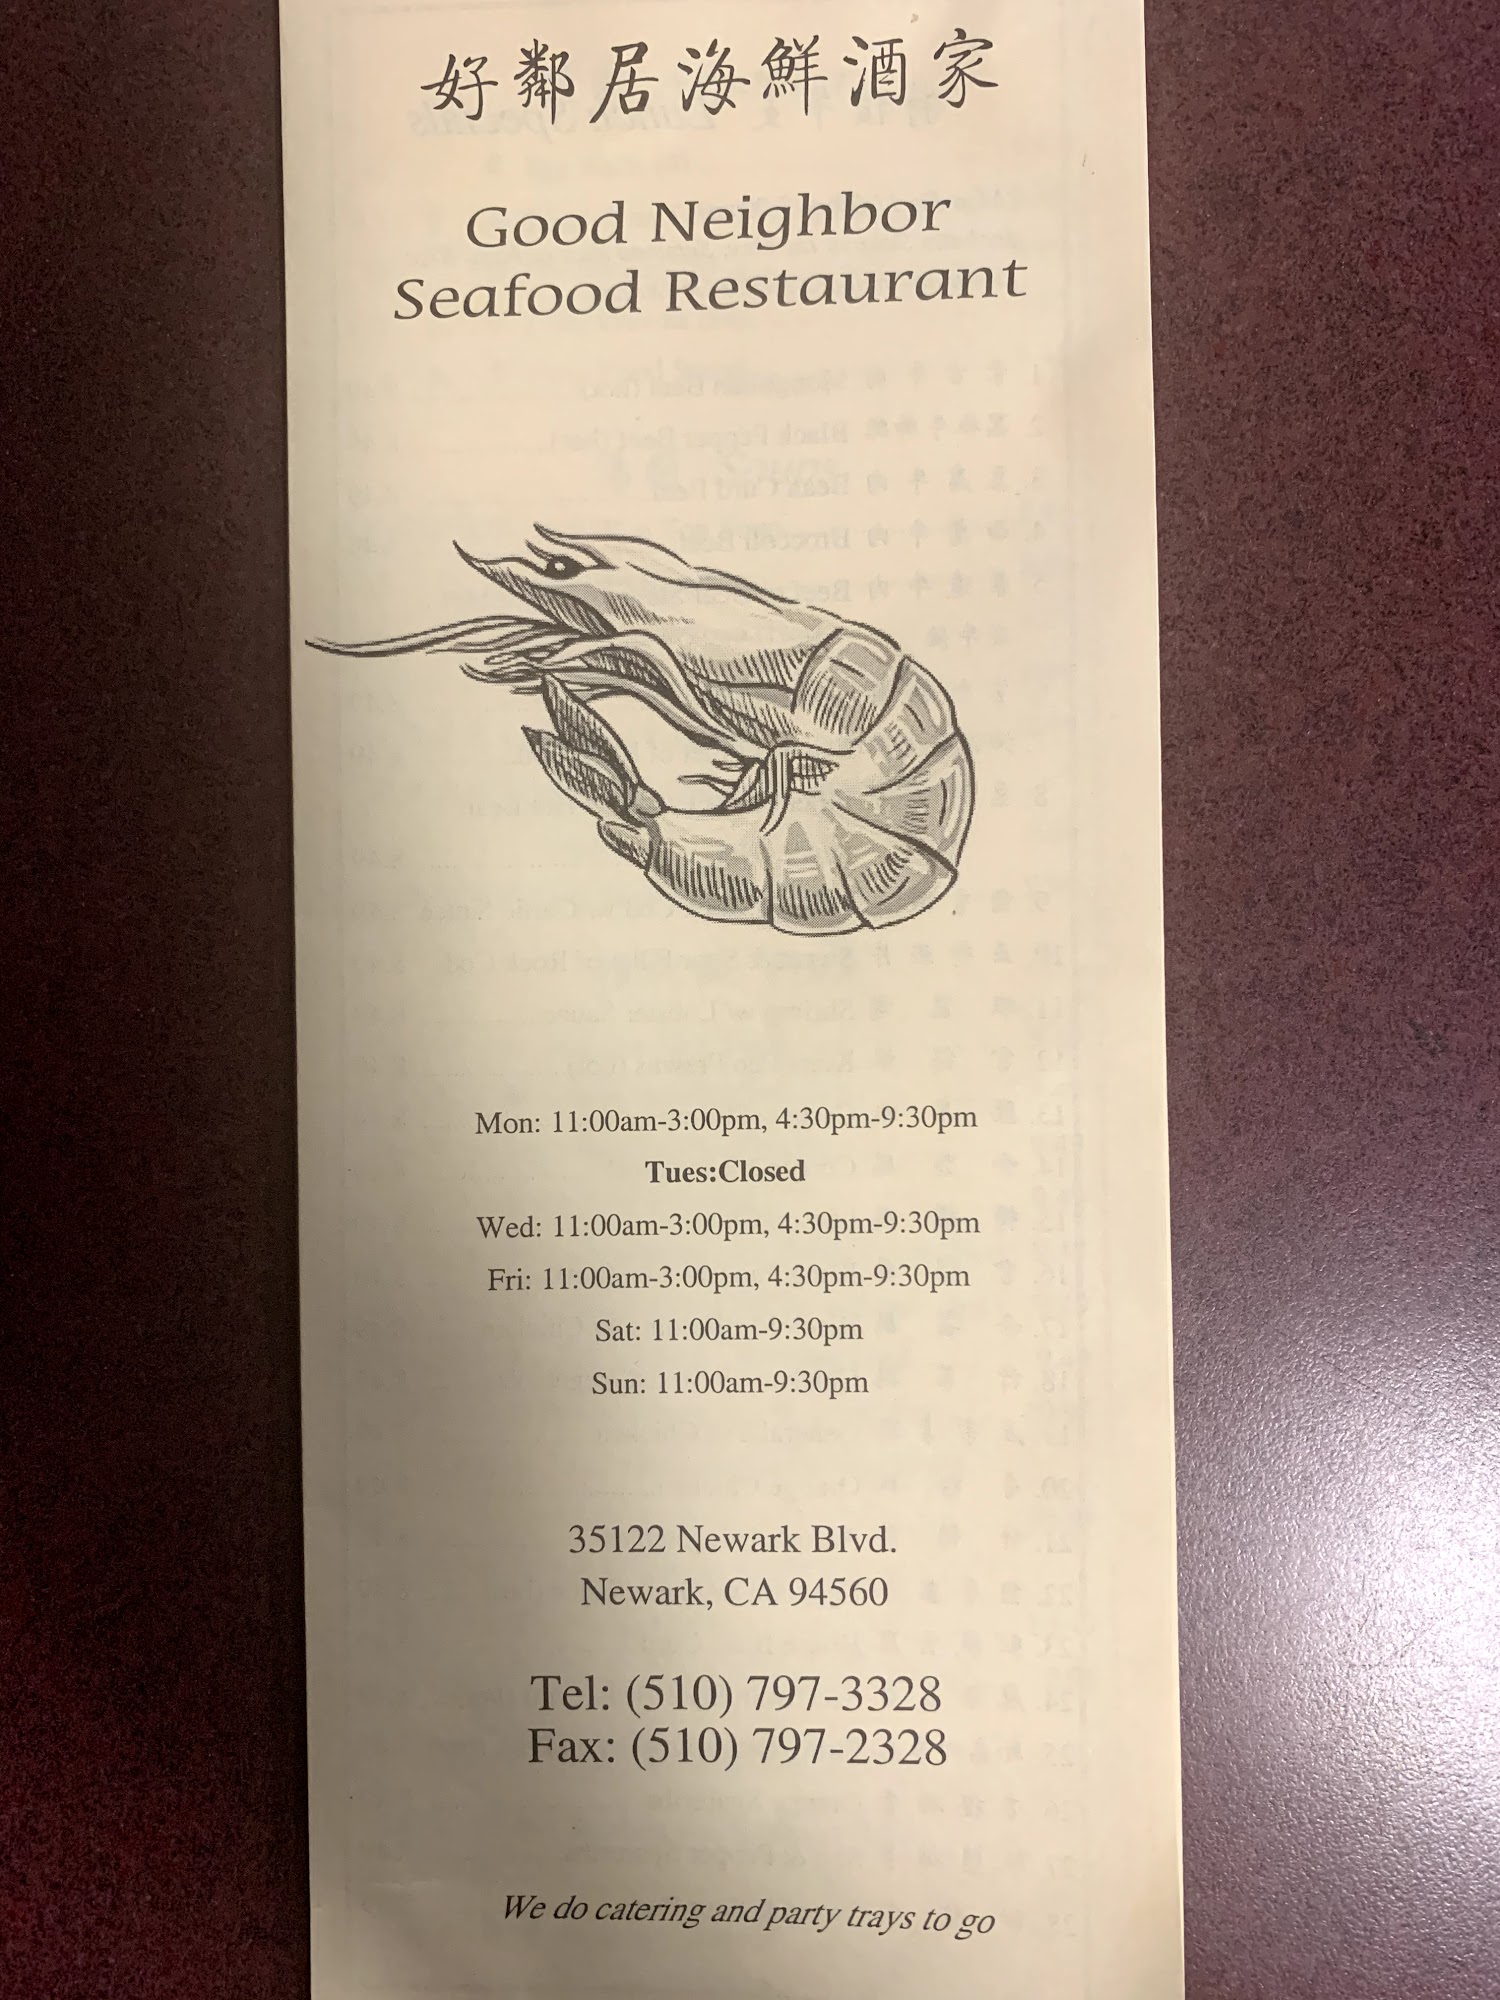 好鄰居海鮮酒家
Good Neighbor
Seafood Restaurant
Mon: 11:00am-3:00pm, 4:30pm-9:30pm
Tues:Closed
Wed: 11:00am-3:00pm, 4:30pm-9:30pm
Fri: 11:00am-3:00pm, 4:30pm-9:30pm
Sat: 11:00am-9:30pm
Sun: 11:00am-9:30pm
35122 Newark Blvd.
Newark, CA 94560
Tel: (510) 797-3328
Fax: (510) 797-2328
We do catering and party trays to go